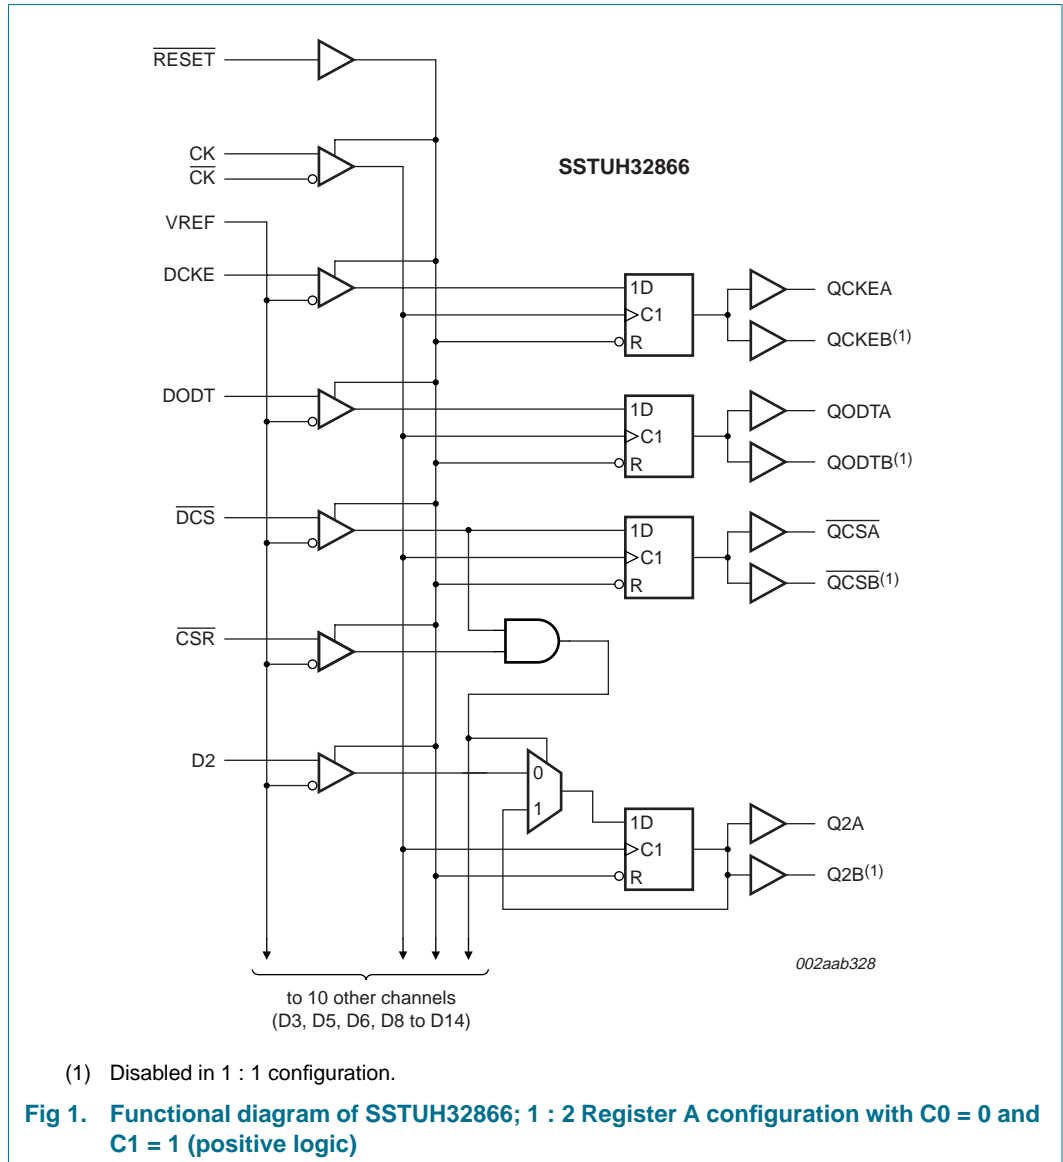 RESET
CK
CK
SSTUH32866
VREF
DCKE
1D
C1
R
QCKEA
QCKEB(1)
DODT
1D
C1
R
QODTA
QODTB(1)
DCS
1D
C1
R
QCSA
QCSB(1)
CSR
D2
0
1
1D
C1
R
Q2A
Q2B(1)
002aab328
to 10 other channels
(D3, D5, D6, D8 to D14)
(1) Disabled in 1 : 1 configuration.
Fig 1. Functional diagram of SSTUH32866; 1 : 2 Register A configuration with C0 = 0 and
C1 = 1 (positive logic)